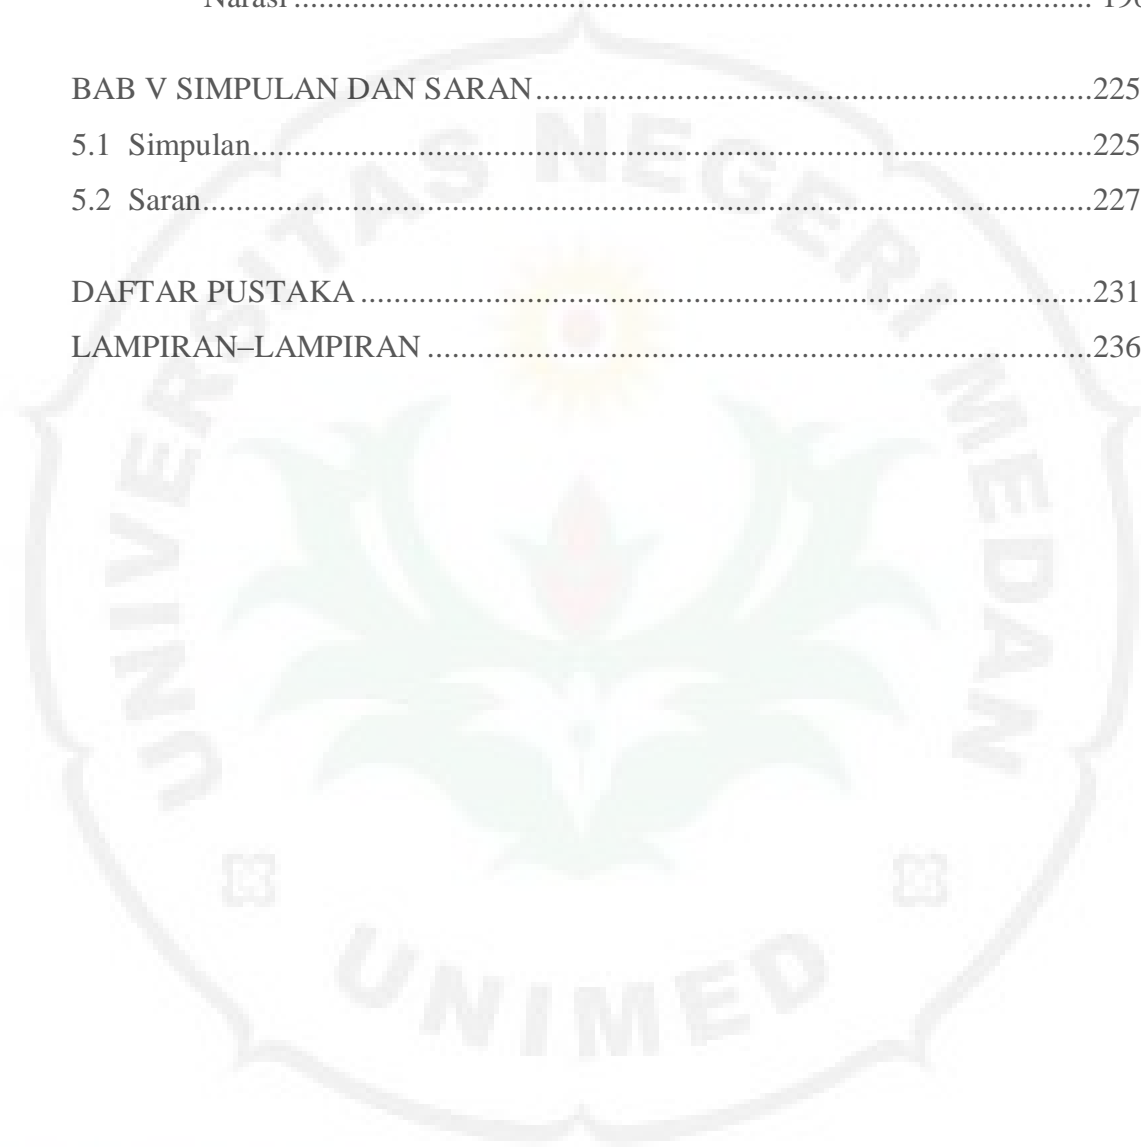 Narasi ........................................................................................................ 190
BAB V SIMPULAN DAN SARAN ........................................................................225
5.1 Simpulan..............................................................................................................225
5.2 Saran....................................................................................................................227
DAFTAR PUSTAKA ..............................................................................................231
LAMPIRAN–LAMPIRAN ......................................................................................236
UNIVERSITAS NEGERI MEDAN
UNIMED